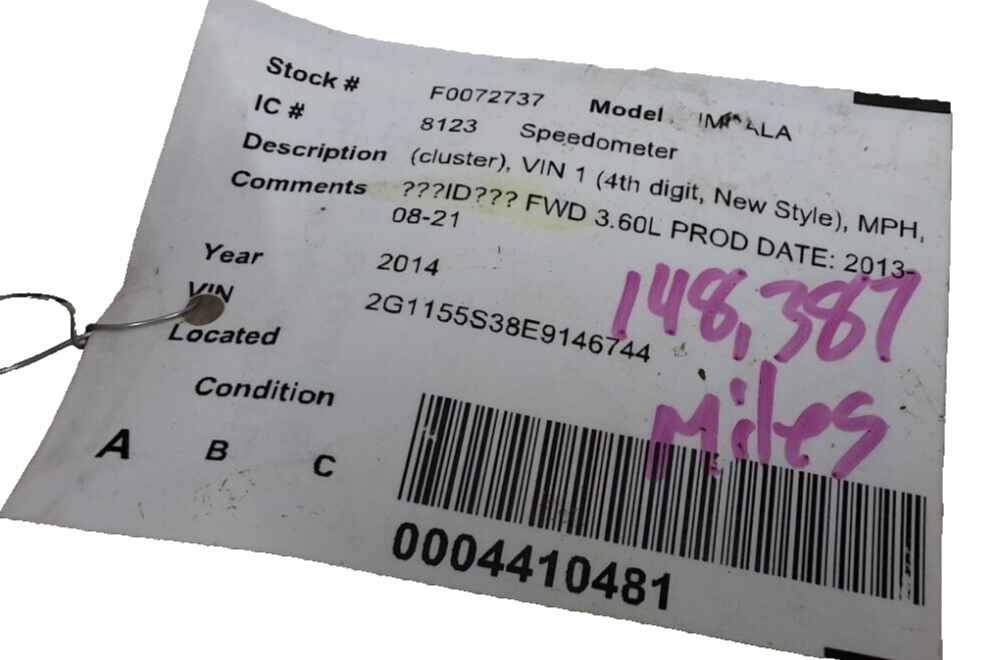 Stock # F0072737 Model IMPALA
IC # 8123 Speedometer
Description (cluster), VIN 1 (4th digit, New Style), MPH,
Comments ???ID??? FWD 3.60L PROD DATE: 2013-
08-21
Year 2014
VIN 2G1155S38E9146744
Located
148,387
Miles
Condition
A B C
0004410481